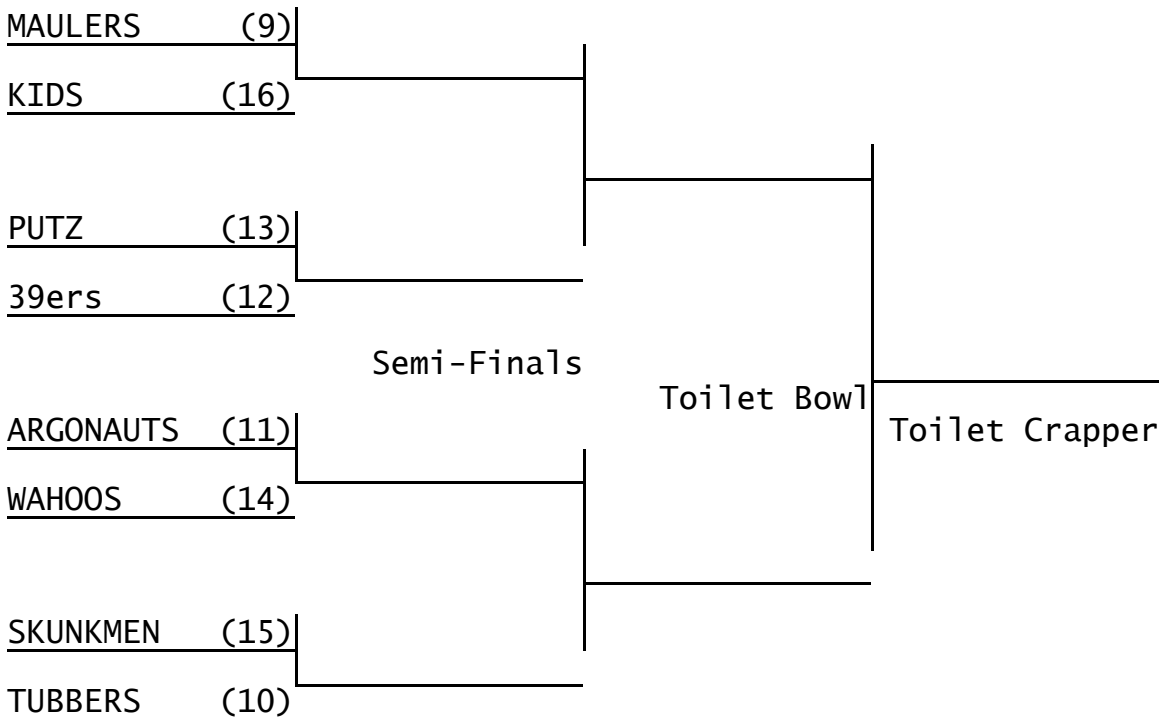 MAULERS (9)
KIDS (16)
PUTZ (13)
39ers (12)
Semi-Finals
Toilet Bowl
ARGONAUTS (11)
Toilet Crapper
WAHOOS (14)
SKUNKMEN (15)
TUBBERS (10)